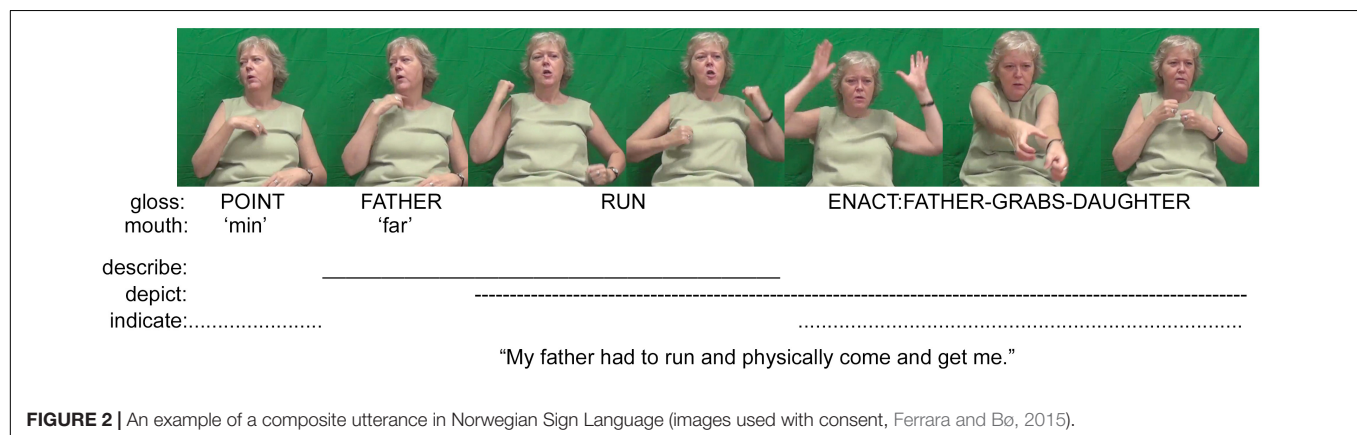 gloss: POINT FATHER RUN ENACT:FATHER-GRABS-DAUGHTER
mouth: 'min' 'far'
describe:
depict:
indicate:
“My father had to run and physically come and get me.”
FIGURE 2 | An example of a composite utterance in Norwegian Sign Language (images used with consent, Ferrara and Bø, 2015).